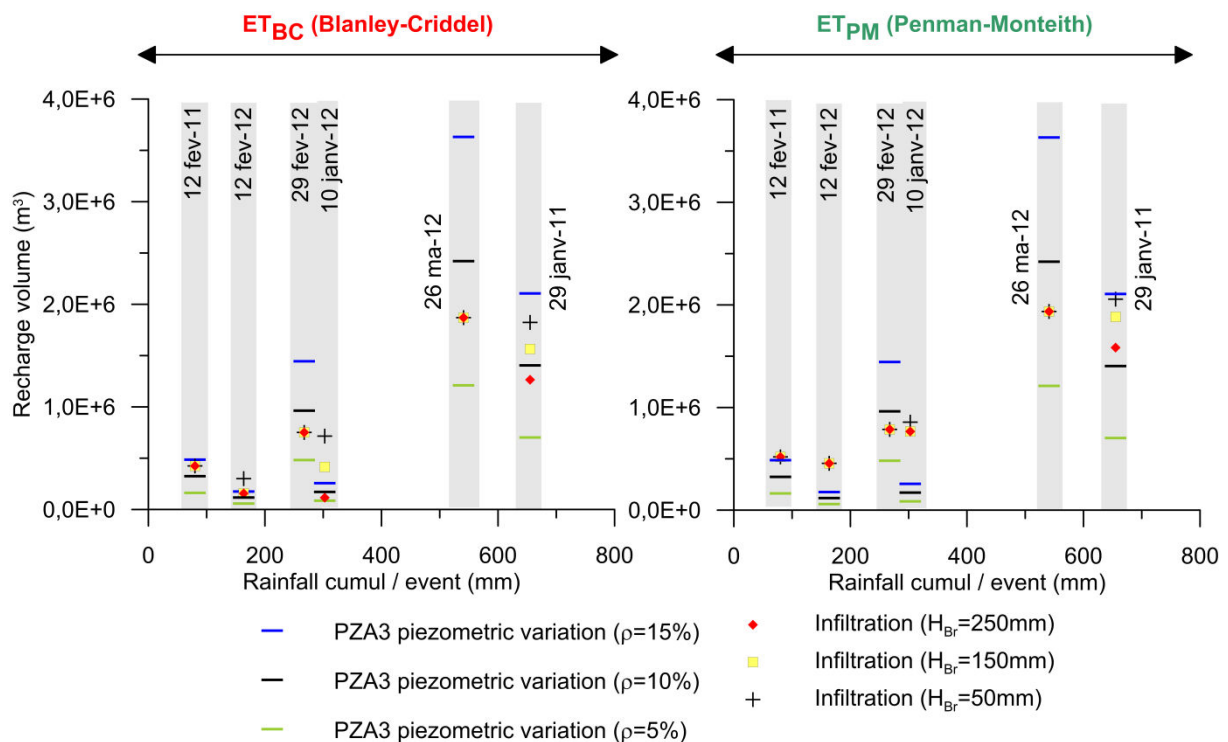 ET_BC (Blanley-Criddel)
ET_PM (Penman-Monteith)
Recharge volume (m³)
4,0E+6
3,0E+6
2,0E+6
1,0E+6
0,0E+0
12 fev-11
12 fev-12
29 fev-12
10 janv-12
26 ma-12
29 janv-11
0 200 400 600 800
Rainfall cumul / event (mm)
4,0E+6
3,0E+6
2,0E+6
1,0E+6
0,0E+0
12 fev-11
12 fev-12
29 fev-12
10 janv-12
26 ma-12
29 janv-11
0 200 400 600 800
Rainfall cumul / event (mm)
PZA3 piezometric variation (ρ=15%)
PZA3 piezometric variation (ρ=10%)
PZA3 piezometric variation (ρ=5%)
Infiltration (H_Br=250mm)
Infiltration (H_Br=150mm)
Infiltration (H_Br=50mm)